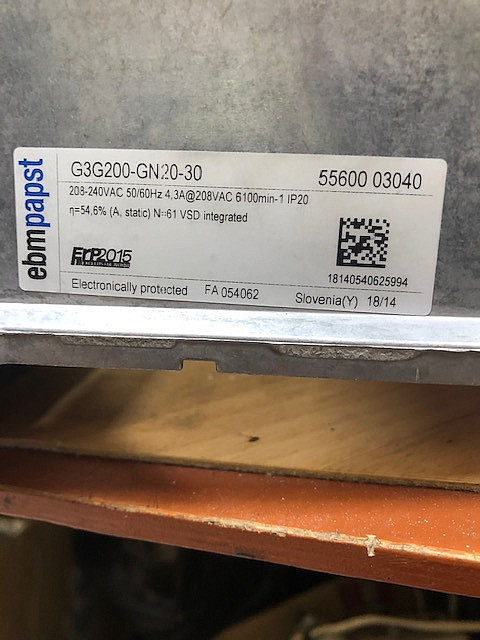 ebmpapst
G3G200-GN20-30
55600 03040
208-240VAC 50/60Hz 4,3A@208VAC 6100min-1 IP20
η=54,6% (A, static) N=61 VSD integrated
ErP2015
18140540625994
Electronically protected FA 054062 Slovenia(Y) 18/14